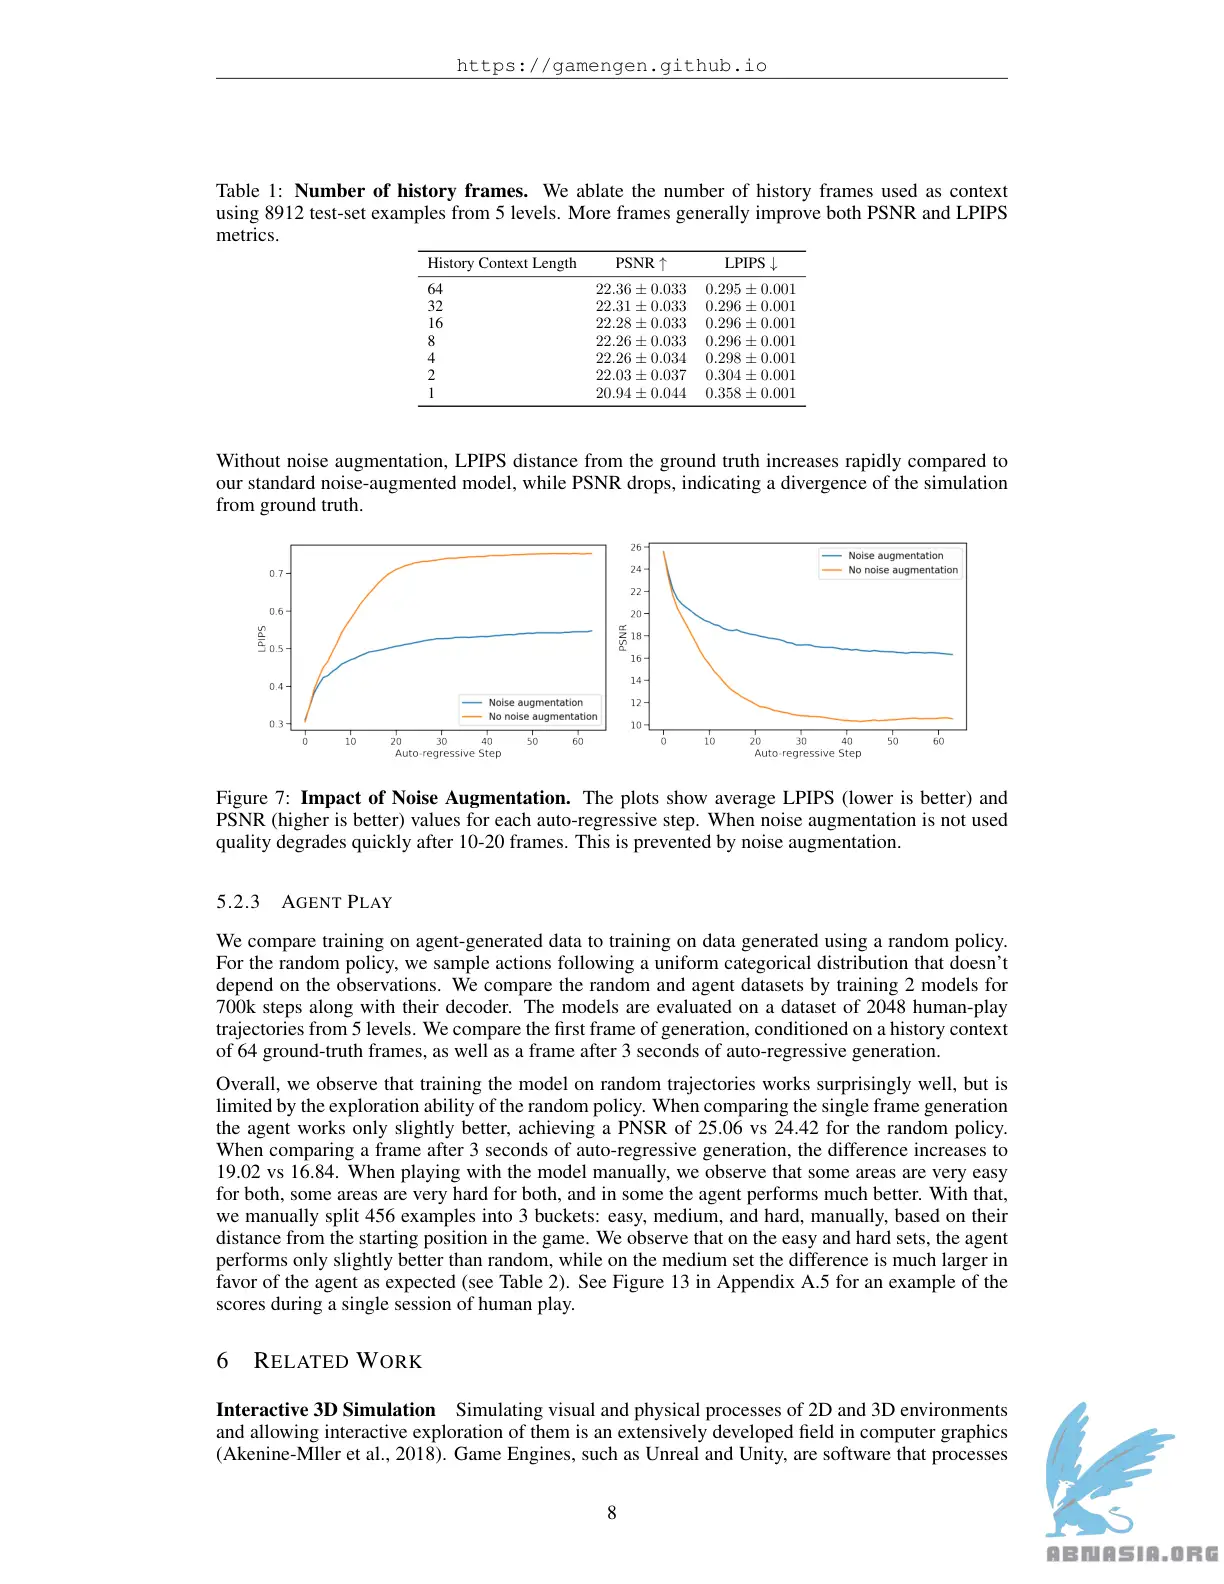 https://gamengen.github.io
Table 1: Number of history frames. We ablate the number of history frames used as context
using 8912 test-set examples from 5 levels. More frames generally improve both PSNR and LPIPS
metrics.
History Context Length PSNR ↑ LPIPS ↓
64 22.36 ± 0.033 0.295 ± 0.001
32 22.31 ± 0.033 0.296 ± 0.001
16 22.28 ± 0.033 0.296 ± 0.001
8 22.26 ± 0.033 0.296 ± 0.001
4 22.26 ± 0.034 0.298 ± 0.001
2 22.03 ± 0.037 0.304 ± 0.001
1 20.94 ± 0.044 0.358 ± 0.001
Without noise augmentation, LPIPS distance from the ground truth increases rapidly compared to
our standard noise-augmented model, while PSNR drops, indicating a divergence of the simulation
from ground truth.
0.7
0.6
0.5
0.4
0.3
LPIPS
Noise augmentation
No noise augmentation
0 10 20 30 40 50 60
Auto-regressive Step
26
24
22
20
18
16
14
12
10
PSNR
Noise augmentation
No noise augmentation
0 10 20 30 40 50 60
Auto-regressive Step
Figure 7: Impact of Noise Augmentation. The plots show average LPIPS (lower is better) and
PSNR (higher is better) values for each auto-regressive step. When noise augmentation is not used
quality degrades quickly after 10-20 frames. This is prevented by noise augmentation.
5.2.3 AGENT PLAY
We compare training on agent-generated data to training on data generated using a random policy.
For the random policy, we sample actions following a uniform categorical distribution that doesn't
depend on the observations. We compare the random and agent datasets by training 2 models for
700k steps along with their decoder. The models are evaluated on a dataset of 2048 human-play
trajectories from 5 levels. We compare the first frame of generation, conditioned on a history context
of 64 ground-truth frames, as well as a frame after 3 seconds of auto-regressive generation.
Overall, we observe that training the model on random trajectories works surprisingly well, but is
limited by the exploration ability of the random policy. When comparing the single frame generation
the agent works only slightly better, achieving a PNSR of 25.06 vs 24.42 for the random policy.
When comparing a frame after 3 seconds of auto-regressive generation, the difference increases to
19.02 vs 16.84. When playing with the model manually, we observe that some areas are very easy
for both, some areas are very hard for both, and in some the agent performs much better. With that,
we manually split 456 examples into 3 buckets: easy, medium, and hard, manually, based on their
distance from the starting position in the game. We observe that on the easy and hard sets, the agent
performs only slightly better than random, while on the medium set the difference is much larger in
favor of the agent as expected (see Table 2). See Figure 13 in Appendix A.5 for an example of the
scores during a single session of human play.
6 RELATED WORK
Interactive 3D Simulation Simulating visual and physical processes of 2D and 3D environments
and allowing interactive exploration of them is an extensively developed field in computer graphics
(Akenine-Mller et al., 2018). Game Engines, such as Unreal and Unity, are software that processes
8
ABNASIA.ORG